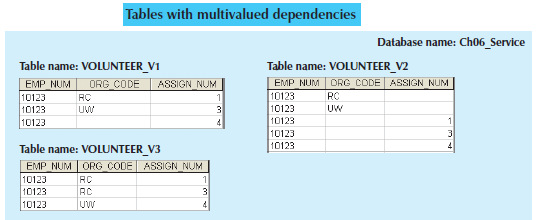 Tables with multivalued dependencies
Database name: Ch06_Service
Table name: VOLUNTEER_V1
EMP_NUM ORG_CODE ASSIGN_NUM
10123 RC 1
10123 UW 3
10123 4
Table name: VOLUNTEER_V2
EMP_NUM ORG_CODE ASSIGN_NUM
10123 RC
10123 UW
10123 1
10123 3
10123 4
Table name: VOLUNTEER_V3
EMP_NUM ORG_CODE ASSIGN_NUM
10123 RC 1
10123 RC 3
10123 UW 4